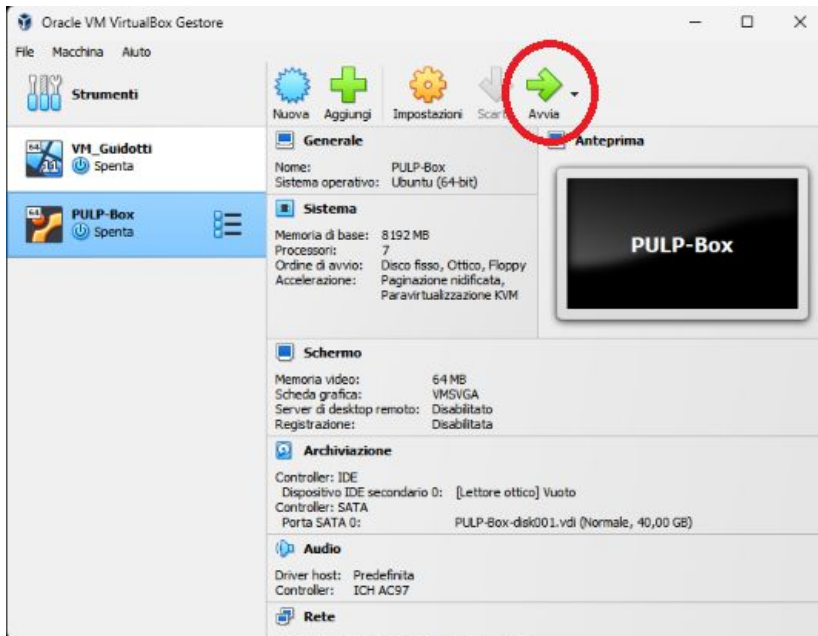 Oracle VM VirtualBox Gestore
File Macchina Aiuto
Strumenti
Nuova Aggiungi Impostazioni Scarta Avvia
64
11
VM_Guidotti
Spenta
64
PULP-Box
Spenta
Generale
Nome: PULP-Box
Sistema operativo: Ubuntu (64-bit)
Anteprima
PULP-Box
Sistema
Memoria di base: 8192 MB
Processori: 7
Ordine di avvio: Disco fisso, Ottico, Floppy
Accelerazione: Paginazione nidificata,
Paravirtualizzazione KVM
Schermo
Memoria video: 64 MB
Scheda grafica: VMSVGA
Server di desktop remoto: Disabilitato
Registrazione: Disabilitata
Archiviazione
Controller: IDE
Dispositivo IDE secondario 0: [Lettore ottico] Vuoto
Controller: SATA
Porta SATA 0: PULP-Box-disk001.vdi (Normale, 40,00 GB)
Audio
Driver host: Predefinita
Controller: ICH AC97
Rete